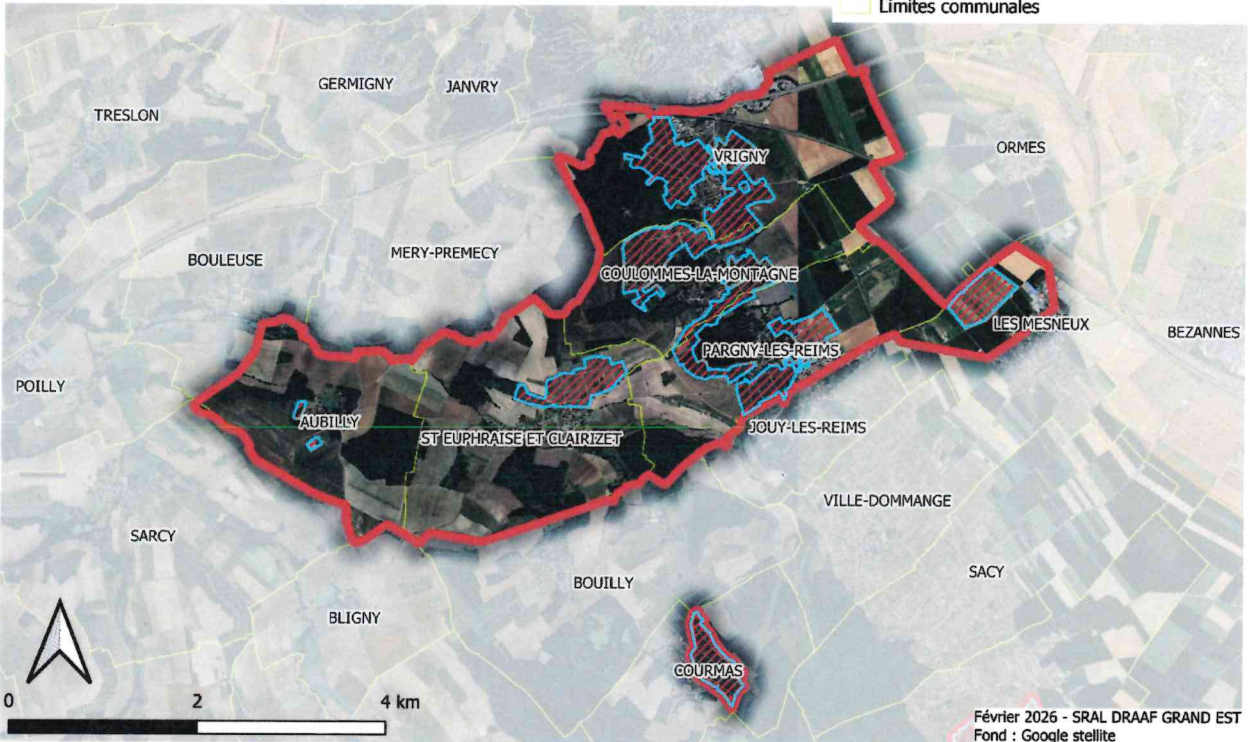 Limites communales
GERMIGNY
JANVRY
TRESLON
ORMES
VRIGNY
MERY-PREMECY
BOULEUSE
COULOMMES-LA-MONTAGNE
LES MESNEUX
BEZANNES
PARGNY-LES-REIMS
POILLY
AUBILLY
JOUY-LES-REIMS
ST EUPHRAISE ET CLAIRIZET
VILLE-DOMMANGE
SARCY
SACY
BOUILLY
BLIGNY
COURMAS
0 2 4 km
Février 2026 - SRAL DRAAF GRAND EST
Fond : Google stellite